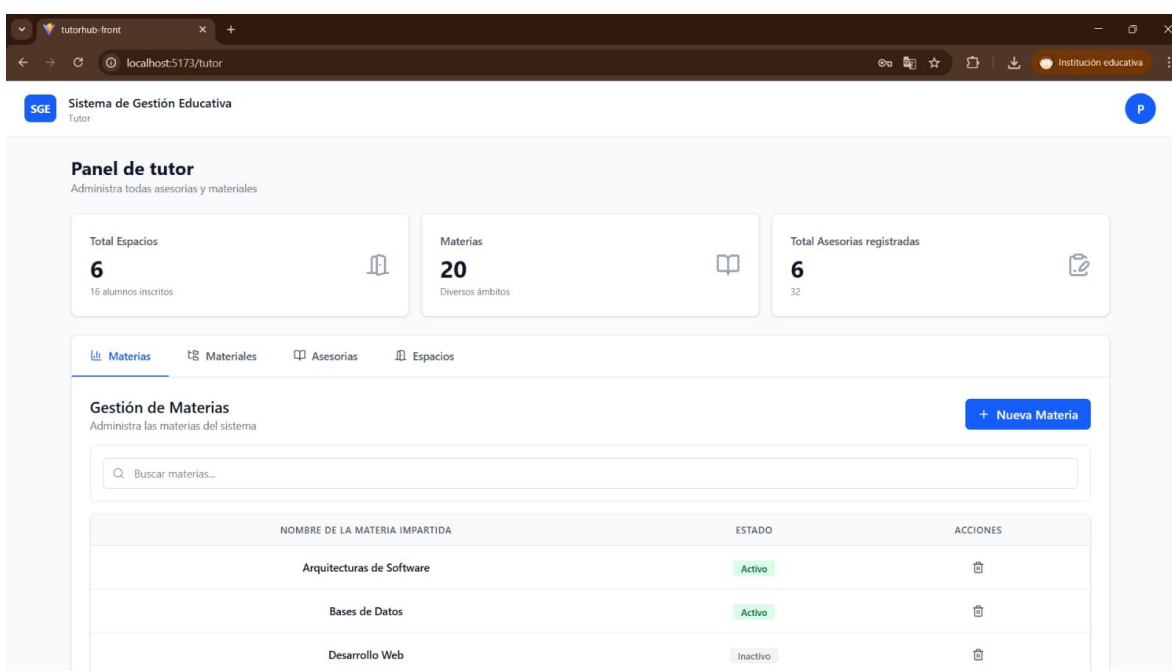 tutorhub-front
localhost:5173/tutor
Institución educativa
SGE
Sistema de Gestión Educativa
Tutor
P
Panel de tutor
Administra todas asesorias y materiales
Total Espacios
6
16 alumnos inscritos
Materias
20
Diversos ámbitos
Total Asesorias registradas
6
32
Materias Materiales Asesorias Espacios
Gestión de Materias
Administra las materias del sistema
+ Nueva Materia
Buscar materias...
NOMBRE DE LA MATERIA IMPARTIDA ESTADO ACCIONES
Arquitecturas de Software Activo
Bases de Datos Activo
Desarrollo Web Inactivo